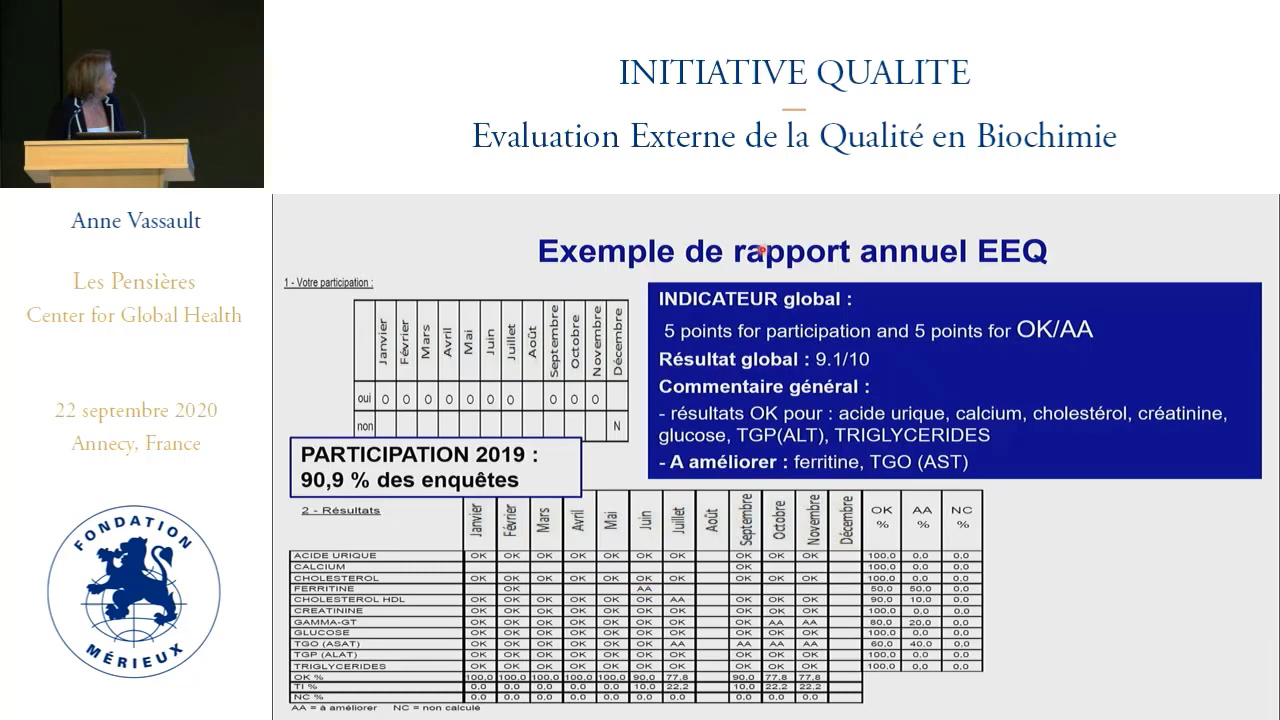 INITIATIVE QUALITE
Evaluation Externe de la Qualité en Biochimie
Anne Vassault
Les Pensières
Center for Global Health
22 septembre 2020
Annecy, France
FONDATION
MÉRIEUX
Exemple de rapport annuel EEQ
1 - Votre participation :
Janvier Février Mars Avril Mai Juin Juillet Août Septembre Octobre Novembre Décembre
oui O O O O O O O O O O
non N
PARTICIPATION 2019 :
90,9 % des enquêtes
INDICATEUR global :
5 points for participation and 5 points for OK/AA
Résultat global : 9.1/10
Commentaire général :
- résultats OK pour : acide urique, calcium, cholestérol, créatinine,
glucose, TGP(ALT), TRIGLYCERIDES
- A améliorer : ferritine, TGO (AST)
2 - Résultats
Janvier Février Mars Avril Mai Juin Juillet Août Septembre Octobre Novembre Décembre OK % AA % NC %
ACIDE URIQUE OK OK OK OK OK OK OK OK OK OK 100,0 0,0 0,0
CALCIUM OK 100,0 0,0 0,0
CHOLESTEROL OK OK OK OK OK OK OK OK OK OK 100,0 0,0 0,0
FERRITINE OK AA 50,0 50,0 0,0
CHOLESTEROL HDL OK OK OK OK OK OK AA OK OK OK 90,0 10,0 0,0
CREATININE OK OK OK OK OK OK OK OK OK OK 100,0 0,0 0,0
GAMMA-GT OK OK OK OK OK OK OK OK AA AA 80,0 20,0 0,0
GLUCOSE OK OK OK OK OK OK OK OK OK OK 100,0 0,0 0,0
TGO (ASAT) OK OK OK OK OK OK AA AA AA AA 60,0 40,0 0,0
TGP (ALAT) OK OK OK OK OK OK OK OK OK OK 100,0 0,0 0,0
TRIGLYCERIDES OK OK OK OK OK OK OK OK OK OK 100,0 0,0 0,0
OK % 100,0 100,0 100,0 100,0 100,0 90,0 77,8 90,0 77,8 77,8
TI % 0,0 0,0 0,0 0,0 0,0 10,0 22,2 10,0 22,2 22,2
NC % 0,0 0,0 0,0 0,0 0,0 0,0 0,0 0,0 0,0 0,0
AA = à améliorer NC = non calculé